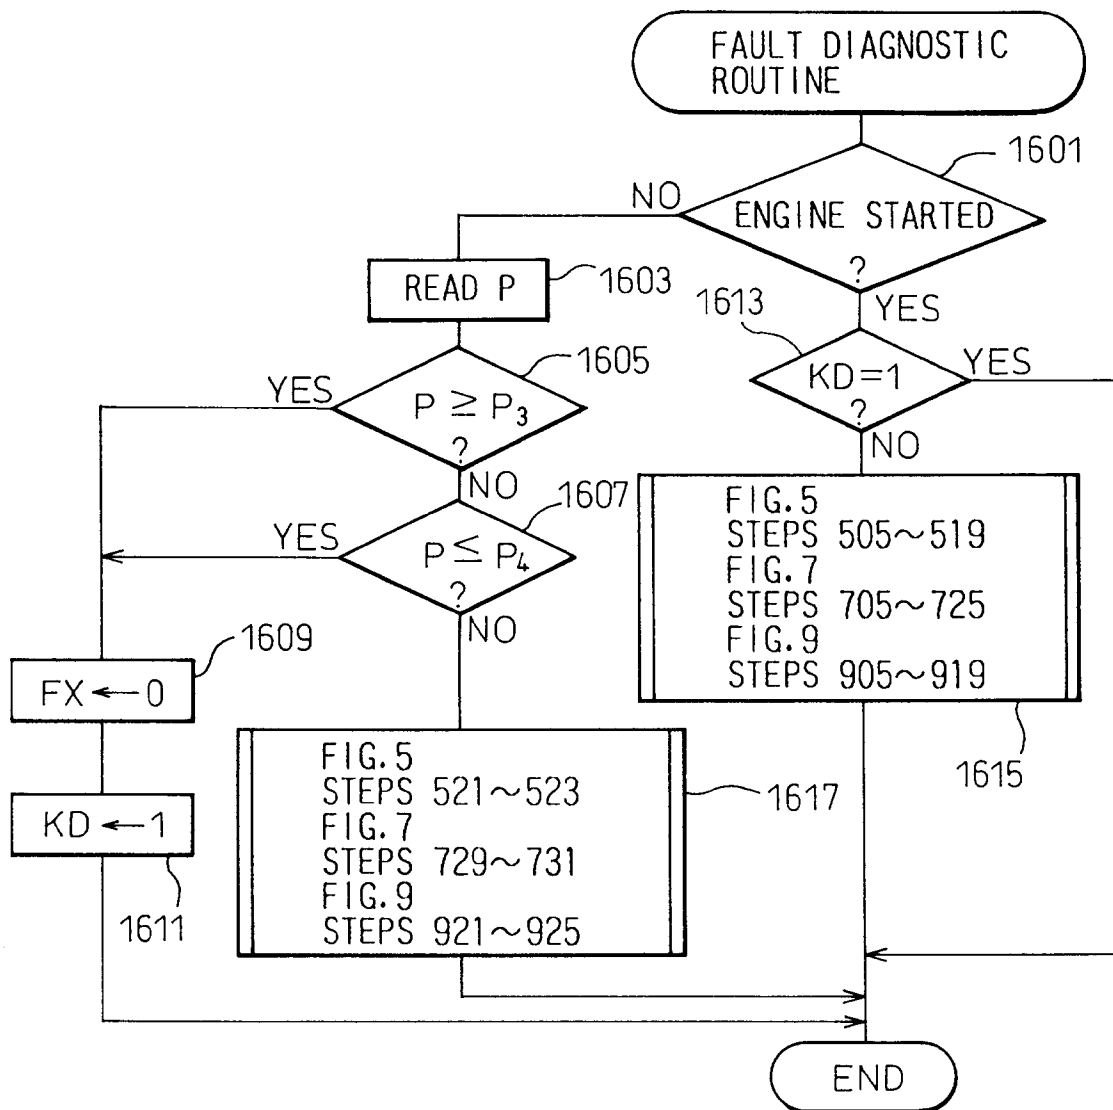 FAULT DIAGNOSTIC
ROUTINE
1601
NO
ENGINE STARTED
?
YES
READ P
1603
1613
KD=1
?
YES
NO
1605
YES
P ≥ P3
?
NO
1607
YES
P ≤ P4
?
NO
FIG.5
STEPS 505~519
FIG.7
STEPS 705~725
FIG.9
STEPS 905~919
1615
1609
FX ← 0
KD ← 1
1611
FIG.5
STEPS 521~523
FIG.7
STEPS 729~731
FIG.9
STEPS 921~925
1617
END